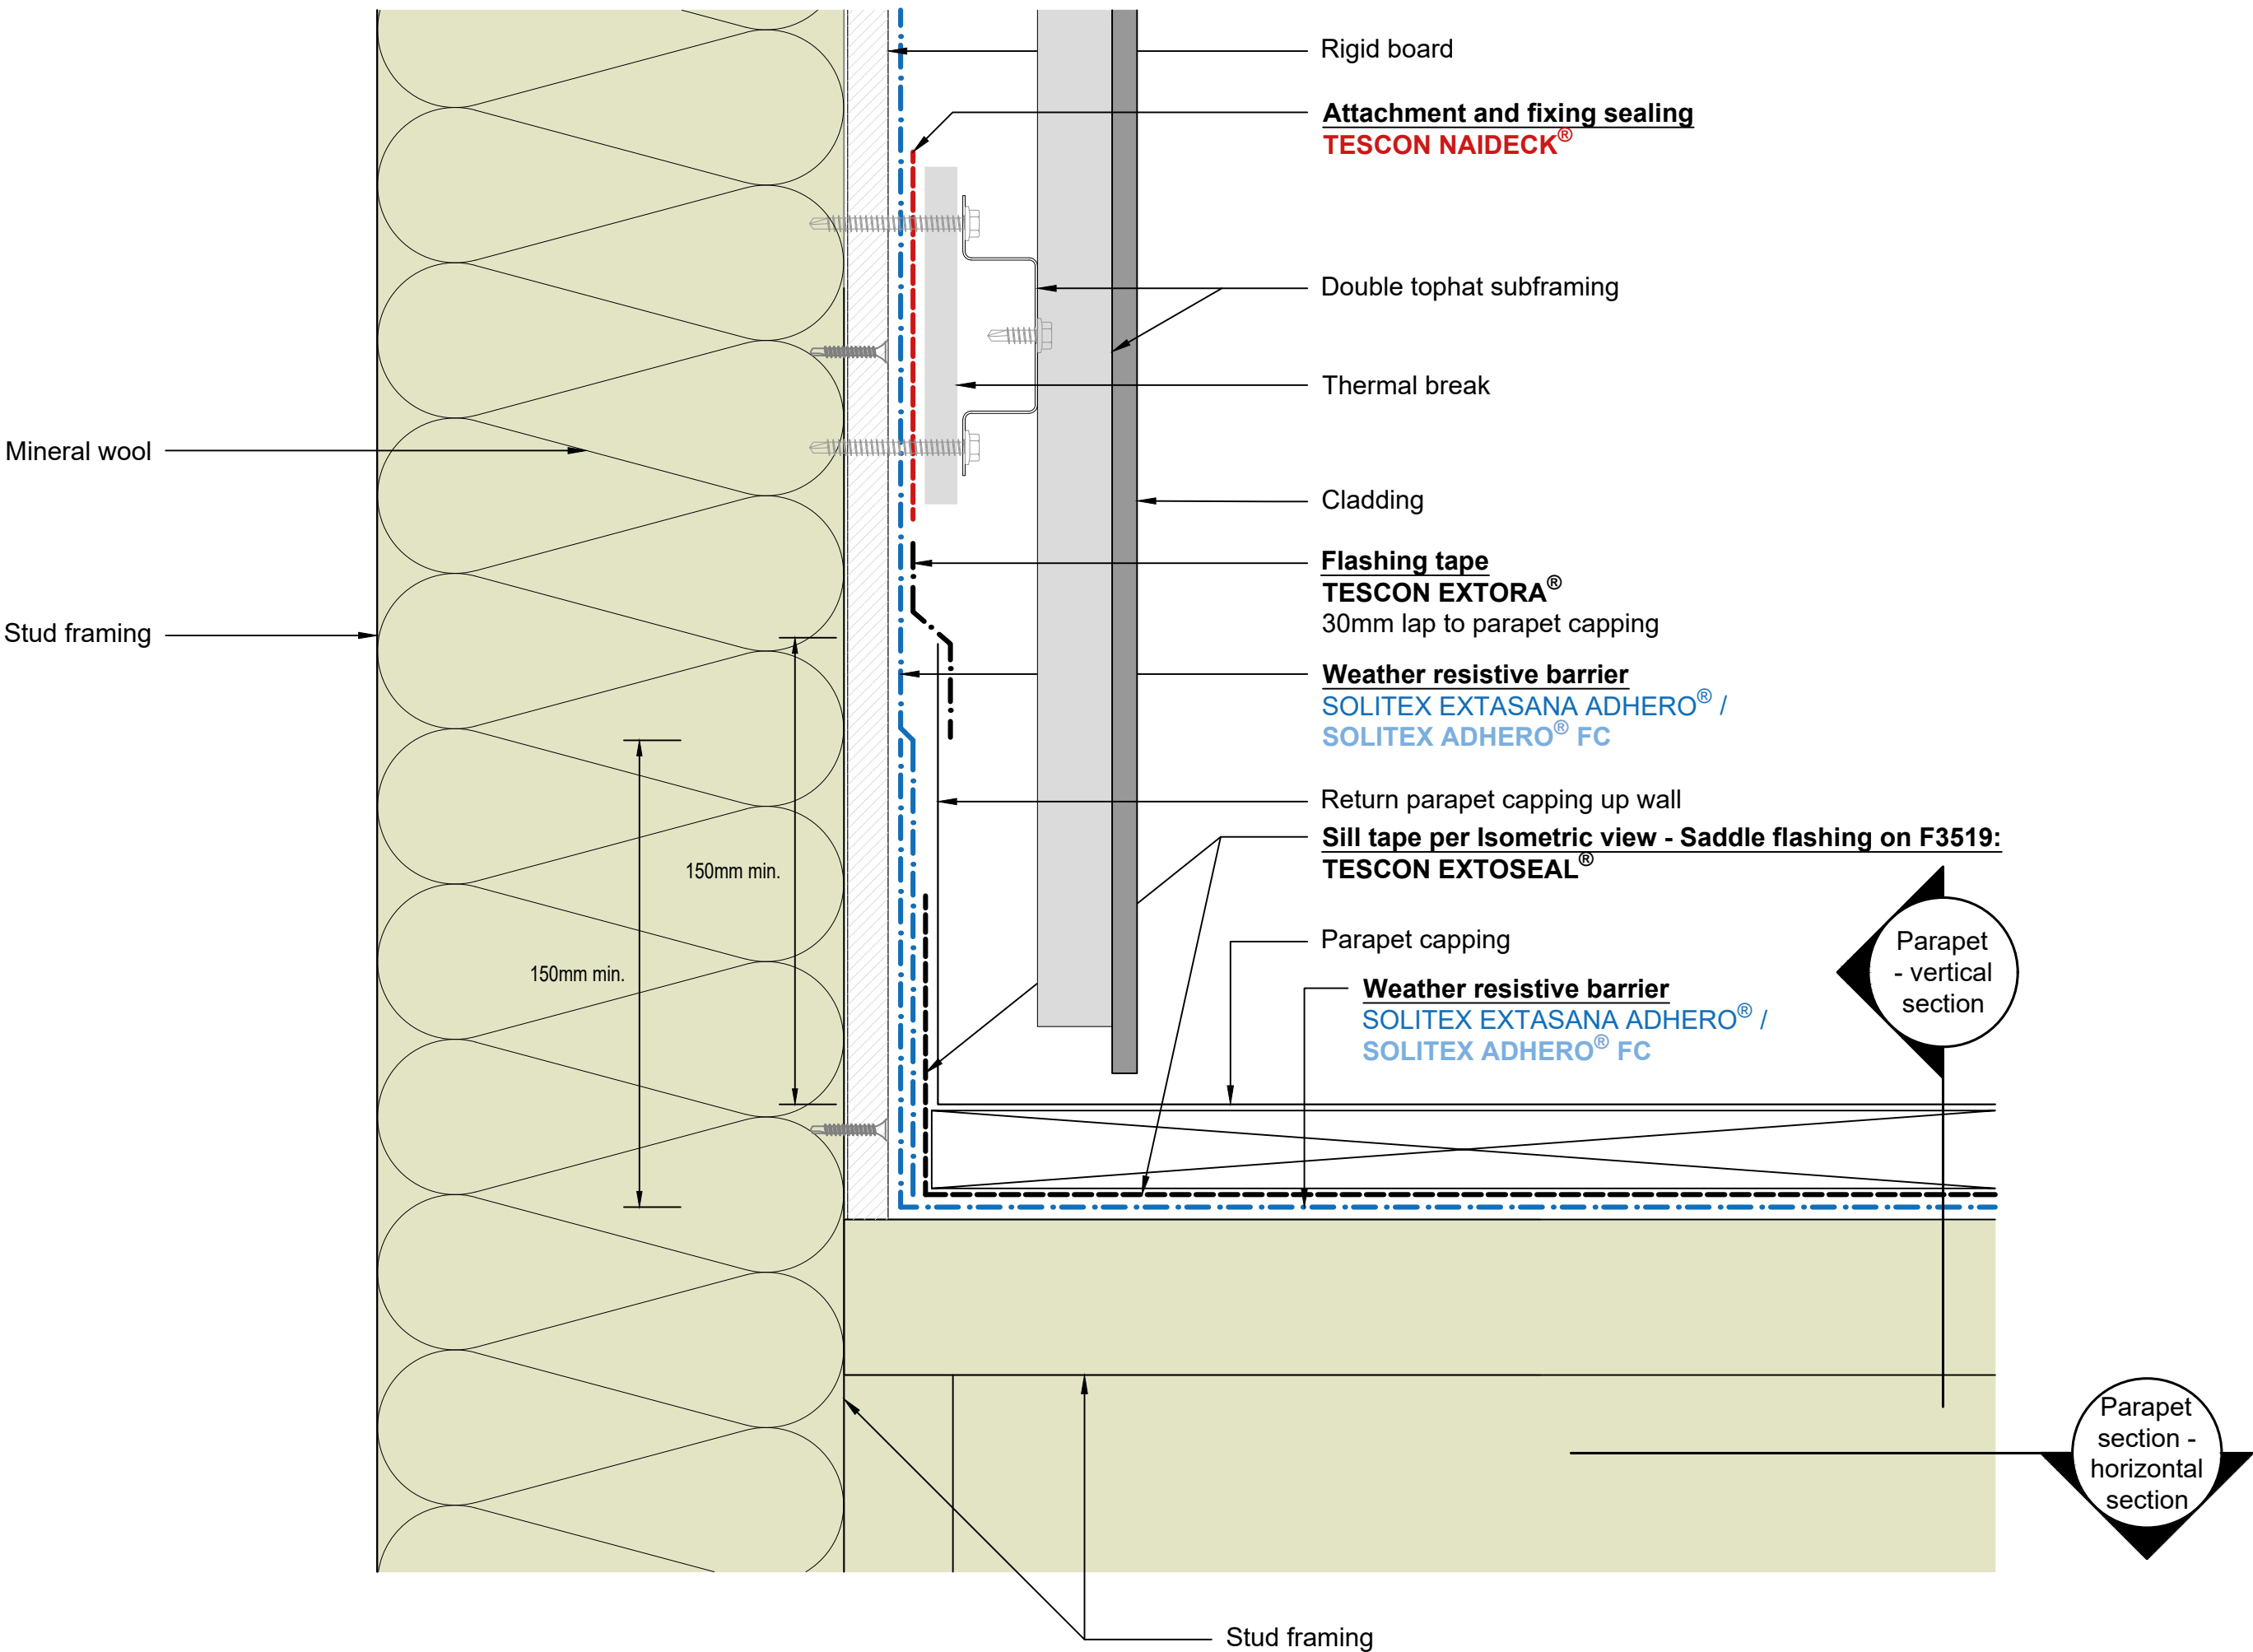 Rigid board
Attachment and fixing sealing
TESCON NAIDECK®
Double tophat subframing
Thermal break
Mineral wool
Cladding
Flashing tape
TESCON EXTORA®
30mm lap to parapet capping
Stud framing
Weather resistive barrier
SOLITEX EXTASANA ADHERO® /
SOLITEX ADHERO® FC
Return parapet capping up wall
Sill tape per Isometric view - Saddle flashing on F3519:
TESCON EXTOSEAL®
150mm min.
150mm min.
Parapet capping
Weather resistive barrier
SOLITEX EXTASANA ADHERO® /
SOLITEX ADHERO® FC
Parapet
- vertical
section
Parapet
section -
horizontal
section
Stud framing